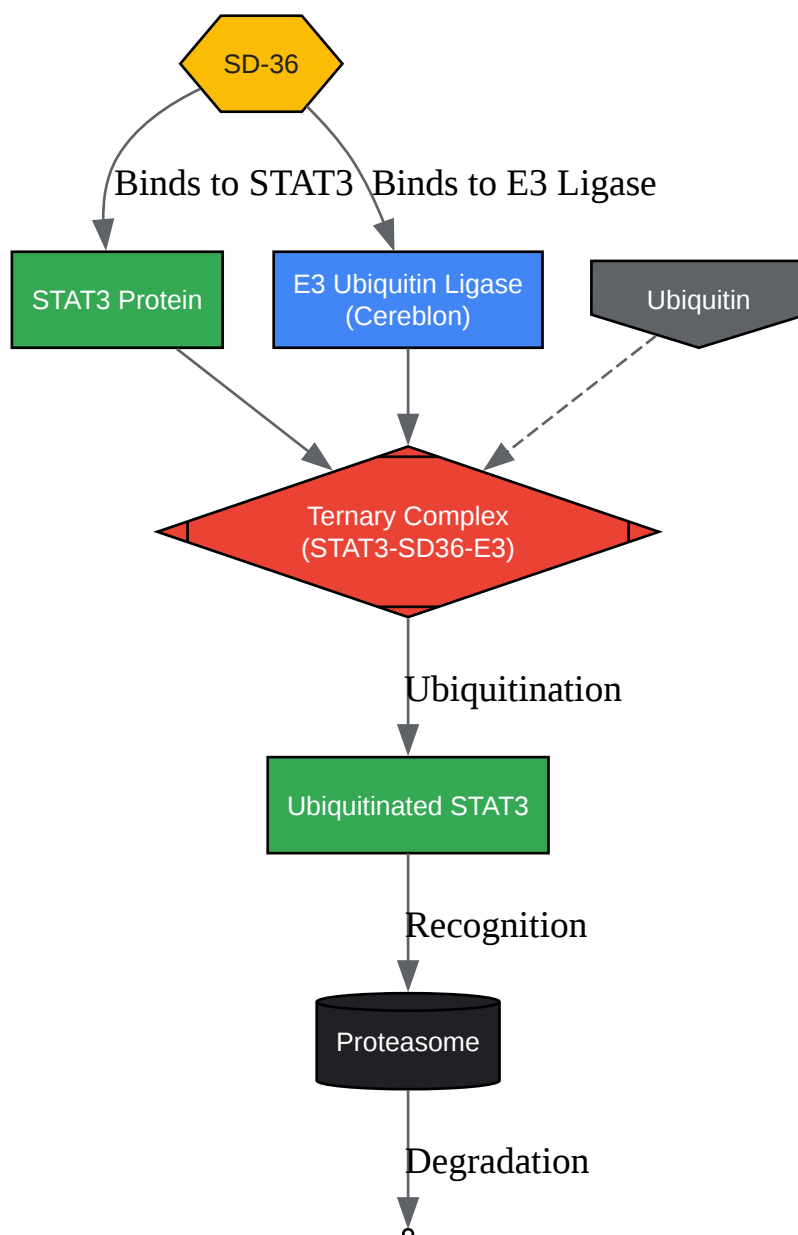 SD-36
Binds to STAT3
Binds to E3 Ligase
STAT3 Protein
E3 Ubiquitin Ligase
(Cereblon)
Ubiquitin
Ternary Complex
(STAT3-SD36-E3)
Ubiquitination
Ubiquitinated STAT3
Recognition
Proteasome
Degradation